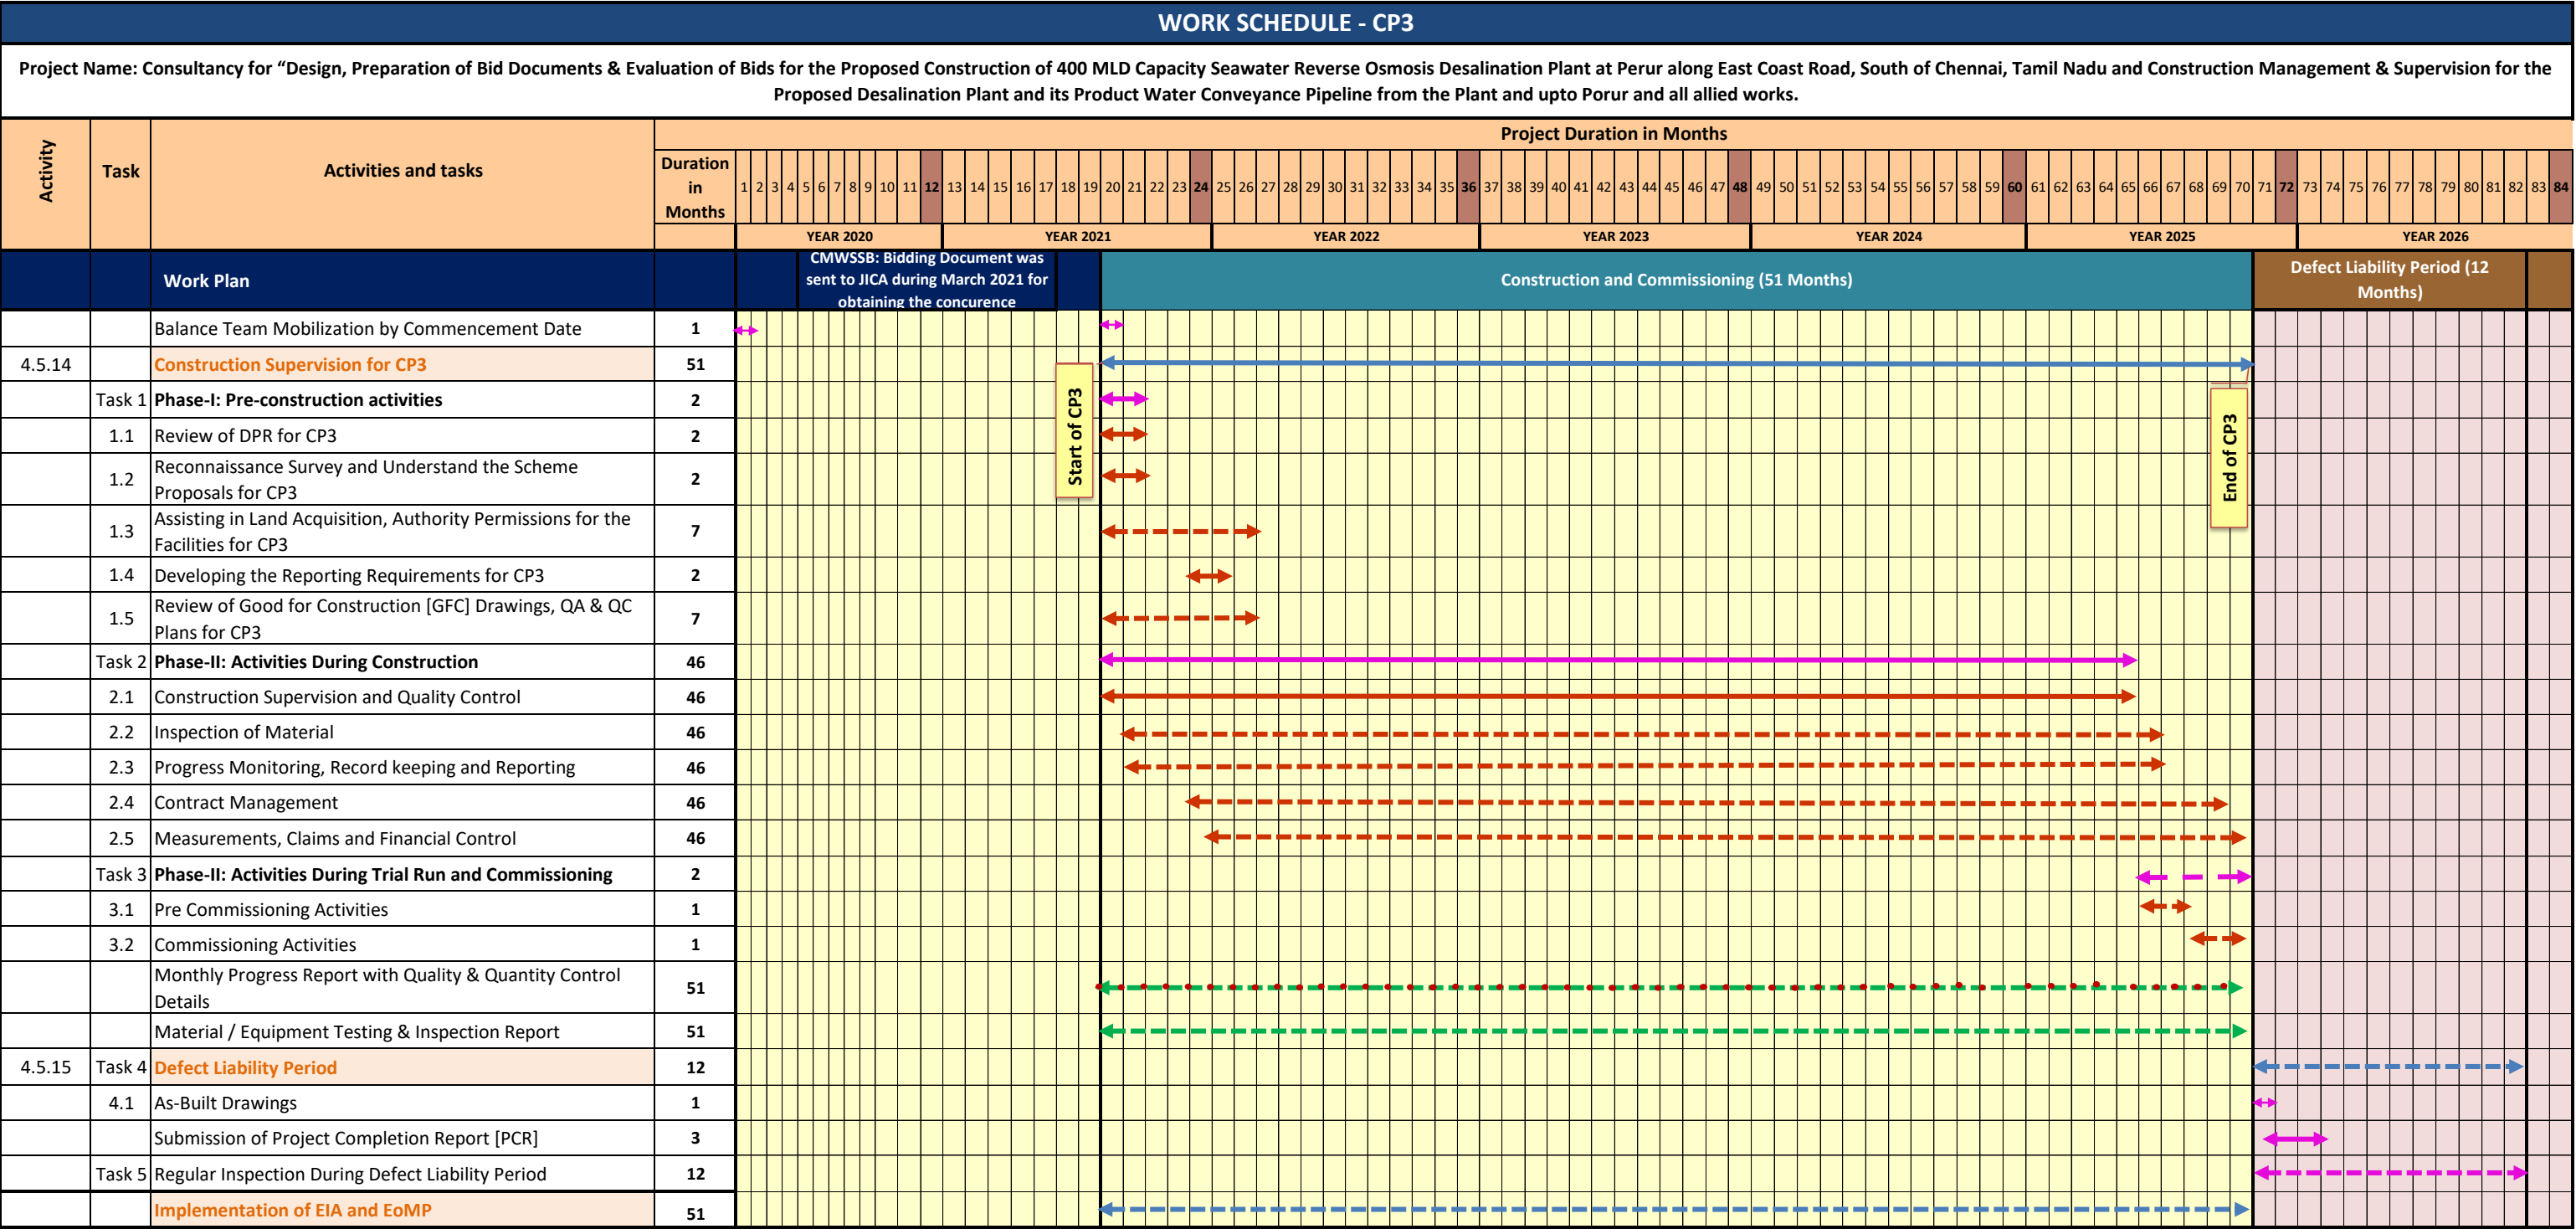 WORK SCHEDULE - CP3
Project Name: Consultancy for “Design, Preparation of Bid Documents & Evaluation of Bids for the Proposed Construction of 400 MLD Capacity Seawater Reverse Osmosis Desalination Plant at Perur along East Coast Road, South of Chennai, Tamil Nadu and Construction Management & Supervision for the
Proposed Desalination Plant and its Product Water Conveyance Pipeline from the Plant and upto Porur and all allied works.
Activity
Task
Activities and tasks
Duration
in
Months
Project Duration in Months
1 2 3 4 5 6 7 8 9 10 11 12 13 14 15 16 17 18 19 20 21 22 23 24 25 26 27 28 29 30 31 32 33 34 35 36 37 38 39 40 41 42 43 44 45 46 47 48 49 50 51 52 53 54 55 56 57 58 59 60 61 62 63 64 65 66 67 68 69 70 71 72 73 74 75 76 77 78 79 80 81 82 83 84
YEAR 2020 YEAR 2021 YEAR 2022 YEAR 2023 YEAR 2024 YEAR 2025 YEAR 2026
Work Plan
CMWSSB: Bidding Document was
sent to JICA during March 2021 for
obtaining the concurence
Construction and Commissioning (51 Months)
Defect Liability Period (12
Months)
Balance Team Mobilization by Commencement Date 1
4.5.14 Construction Supervision for CP3 51
Start of CP3
End of CP3
Task 1 Phase-I: Pre-construction activities 2
1.1 Review of DPR for CP3 2
1.2 Reconnaissance Survey and Understand the Scheme
Proposals for CP3 2
1.3 Assisting in Land Acquisition, Authority Permissions for the
Facilities for CP3 7
1.4 Developing the Reporting Requirements for CP3 2
1.5 Review of Good for Construction [GFC] Drawings, QA & QC
Plans for CP3 7
Task 2 Phase-II: Activities During Construction 46
2.1 Construction Supervision and Quality Control 46
2.2 Inspection of Material 46
2.3 Progress Monitoring, Record keeping and Reporting 46
2.4 Contract Management 46
2.5 Measurements, Claims and Financial Control 46
Task 3 Phase-II: Activities During Trial Run and Commissioning 2
3.1 Pre Commissioning Activities 1
3.2 Commissioning Activities 1
Monthly Progress Report with Quality & Quantity Control
Details 51
Material / Equipment Testing & Inspection Report 51
4.5.15 Task 4 Defect Liability Period 12
4.1 As-Built Drawings 1
Submission of Project Completion Report [PCR] 3
Task 5 Regular Inspection During Defect Liability Period 12
Implementation of EIA and EoMP 51